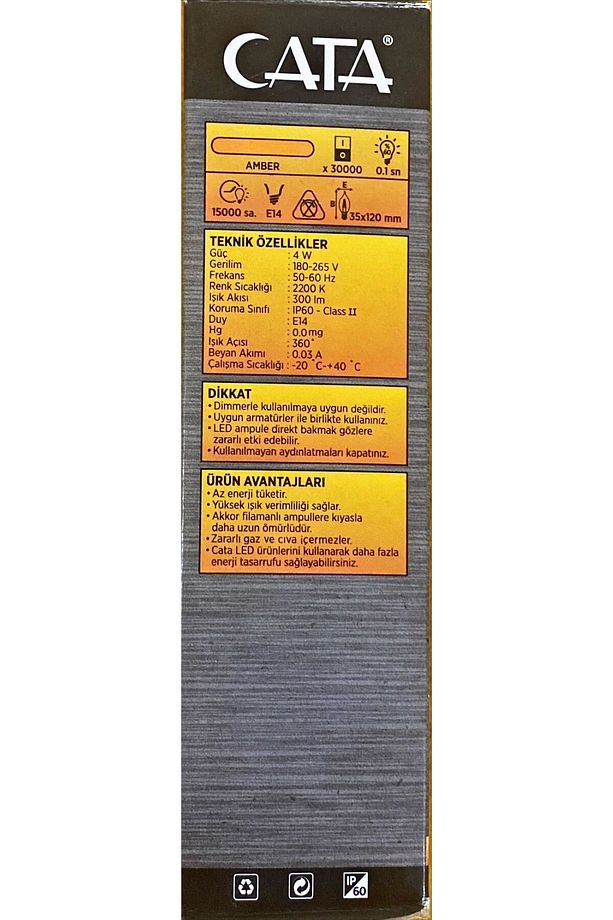 CATA®
AMBER
x 30000
%60
0.1 sn
15000 sa.
E14
E
B
35x120 mm
TEKNİK ÖZELLİKLER
Güç : 4 W
Gerilim : 180-265 V
Frekans : 50-60 Hz
Renk Sıcaklığı : 2200 K
Işık Akısı : 300 lm
Koruma Sınıfı : IP60 - Class II
Duy : E14
Hg : 0.0mg
Işık Açısı : 360°
Beyan Akımı : 0.03 A
Çalışma Sıcaklığı : -20 °C-+40 °C
DİKKAT
• Dimmerle kullanılmaya uygun değildir.
• Uygun armatürler ile birlikte kullanınız.
• LED ampule direkt bakmak gözlere
zararlı etki edebilir.
• Kullanılmayan aydınlatmaları kapatınız.
ÜRÜN AVANTAJLARI
• Az enerji tüketir.
• Yüksek ışık verimliliği sağlar.
• Akkor filamanlı ampullere kıyasla
daha uzun ömürlüdür.
• Zararlı gaz ve cıva içermezler.
• Cata LED ürünlerini kullanarak daha fazla
enerji tasarrufu sağlayabilirsiniz.
IP
60